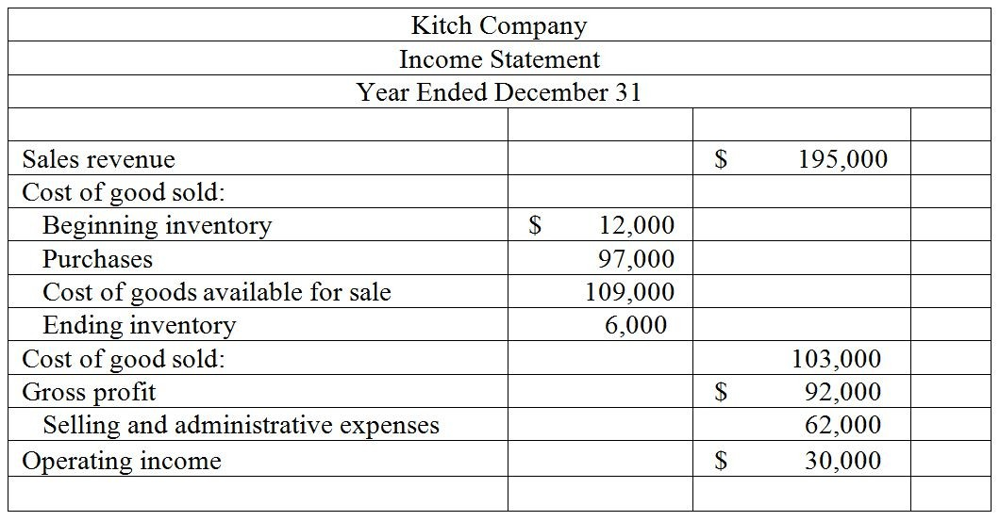 Kitch Company
Income Statement
Year Ended December 31
Sales revenue $ 195,000
Cost of good sold:
Beginning inventory $ 12,000
Purchases 97,000
Cost of goods available for sale 109,000
Ending inventory 6,000
Cost of good sold: 103,000
Gross profit $ 92,000
Selling and administrative expenses 62,000
Operating income $ 30,000